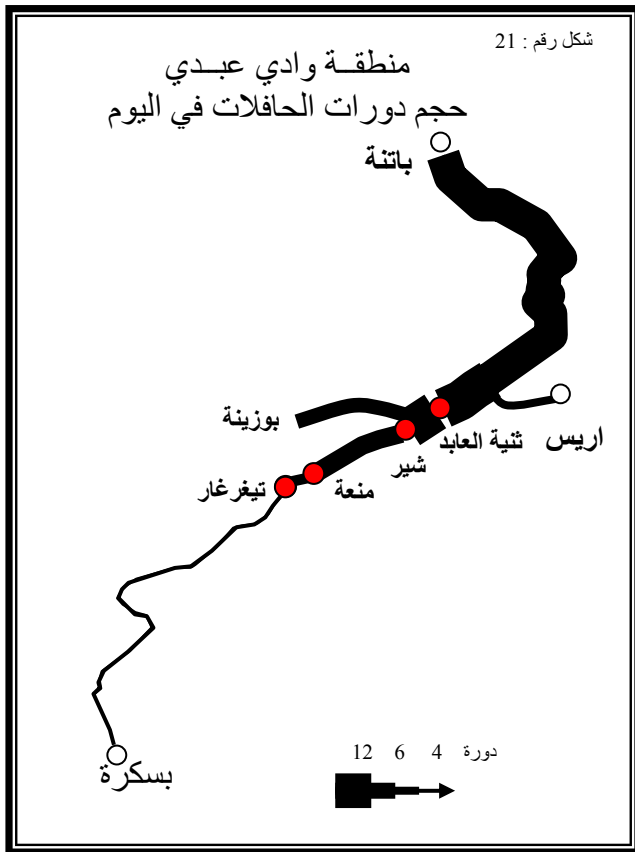 شكل رقم : 21
منطقــة وادي عبــدي
حجم دورات الحافلات في اليوم
باتنة
اريس
بوزينة
ثنية العابد
شير
منعة
تيغرغار
بسكرة
12 6 4 دورة